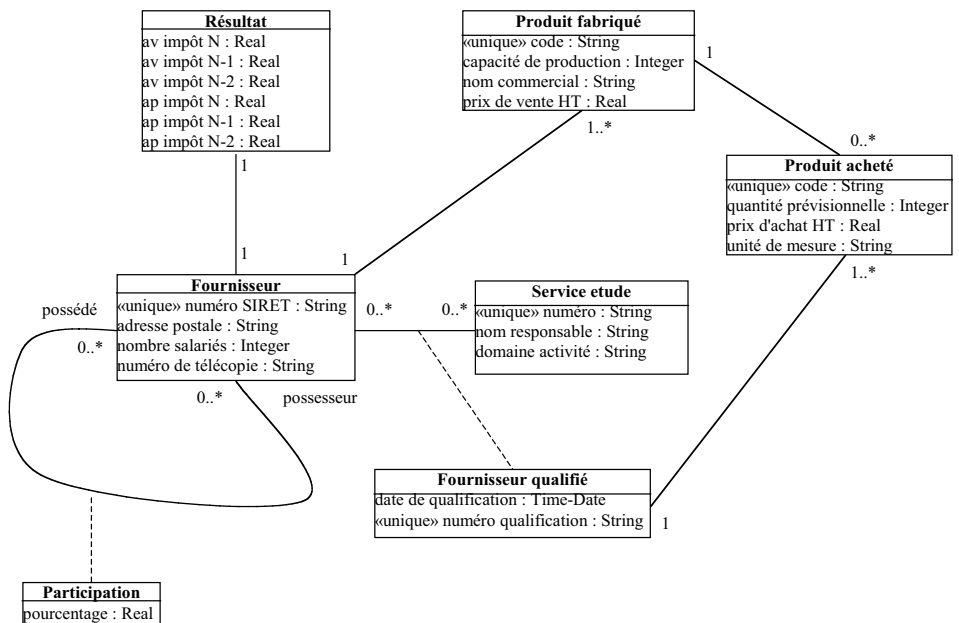 Résultat
av impôt N : Real
av impôt N-1 : Real
av impôt N-2 : Real
ap impôt N : Real
ap impôt N-1 : Real
ap impôt N-2 : Real
1
1
Produit fabriqué
«unique» code : String
capacité de production : Integer
nom commercial : String
prix de vente HT : Real
1
1..*
0..*
Produit acheté
«unique» code : String
quantité prévisionnelle : Integer
prix d'achat HT : Real
unité de mesure : String
1..*
1
Fournisseur
«unique» numéro SIRET : String
adresse postale : String
nombre salariés : Integer
numéro de télécopie : String
possédé
0..*
0..*
possesseur
0..*
0..*
Service etude
«unique» numéro : String
nom responsable : String
domaine activité : String
Fournisseur qualifié
date de qualification : Time-Date
«unique» numéro qualification : String
1
Participation
pourcentage : Real